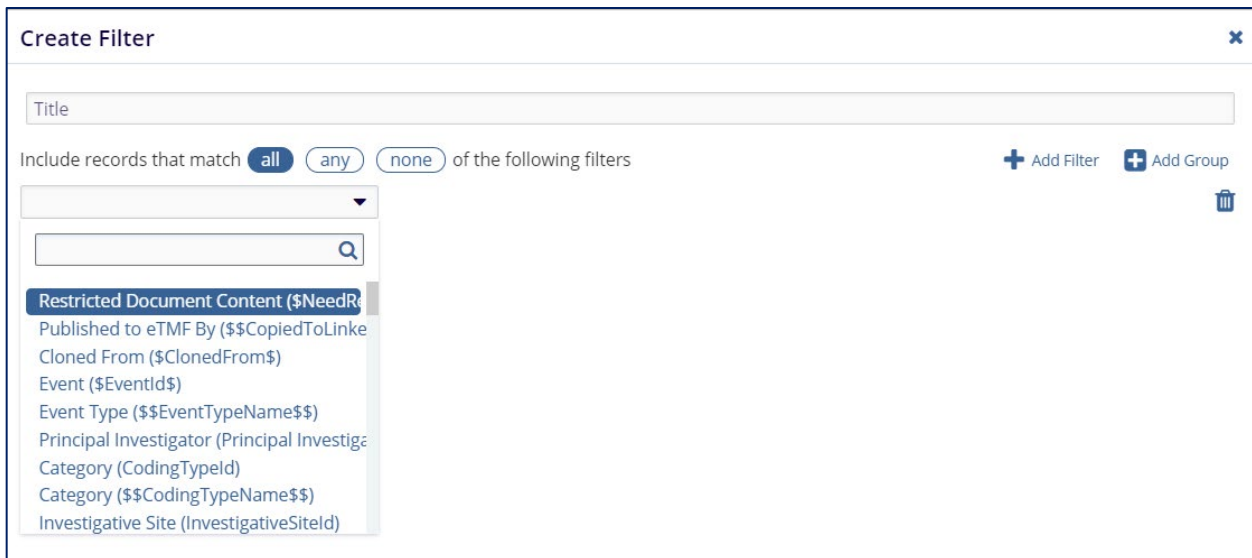 Create Filter
Title
Include records that match all any none of the following filters
Add Filter
Add Group
Restricted Document Content ($NeedRe
Published to eTMF By ($$CopiedToLinke
Cloned From ($ClonedFrom$)
Event ($EventId$)
Event Type ($$EventTypeName$$)
Principal Investigator (Principal Investiga
Category (CodingTypeId)
Category ($$CodingTypeName$$)
Investigative Site (InvestigativeSiteId)